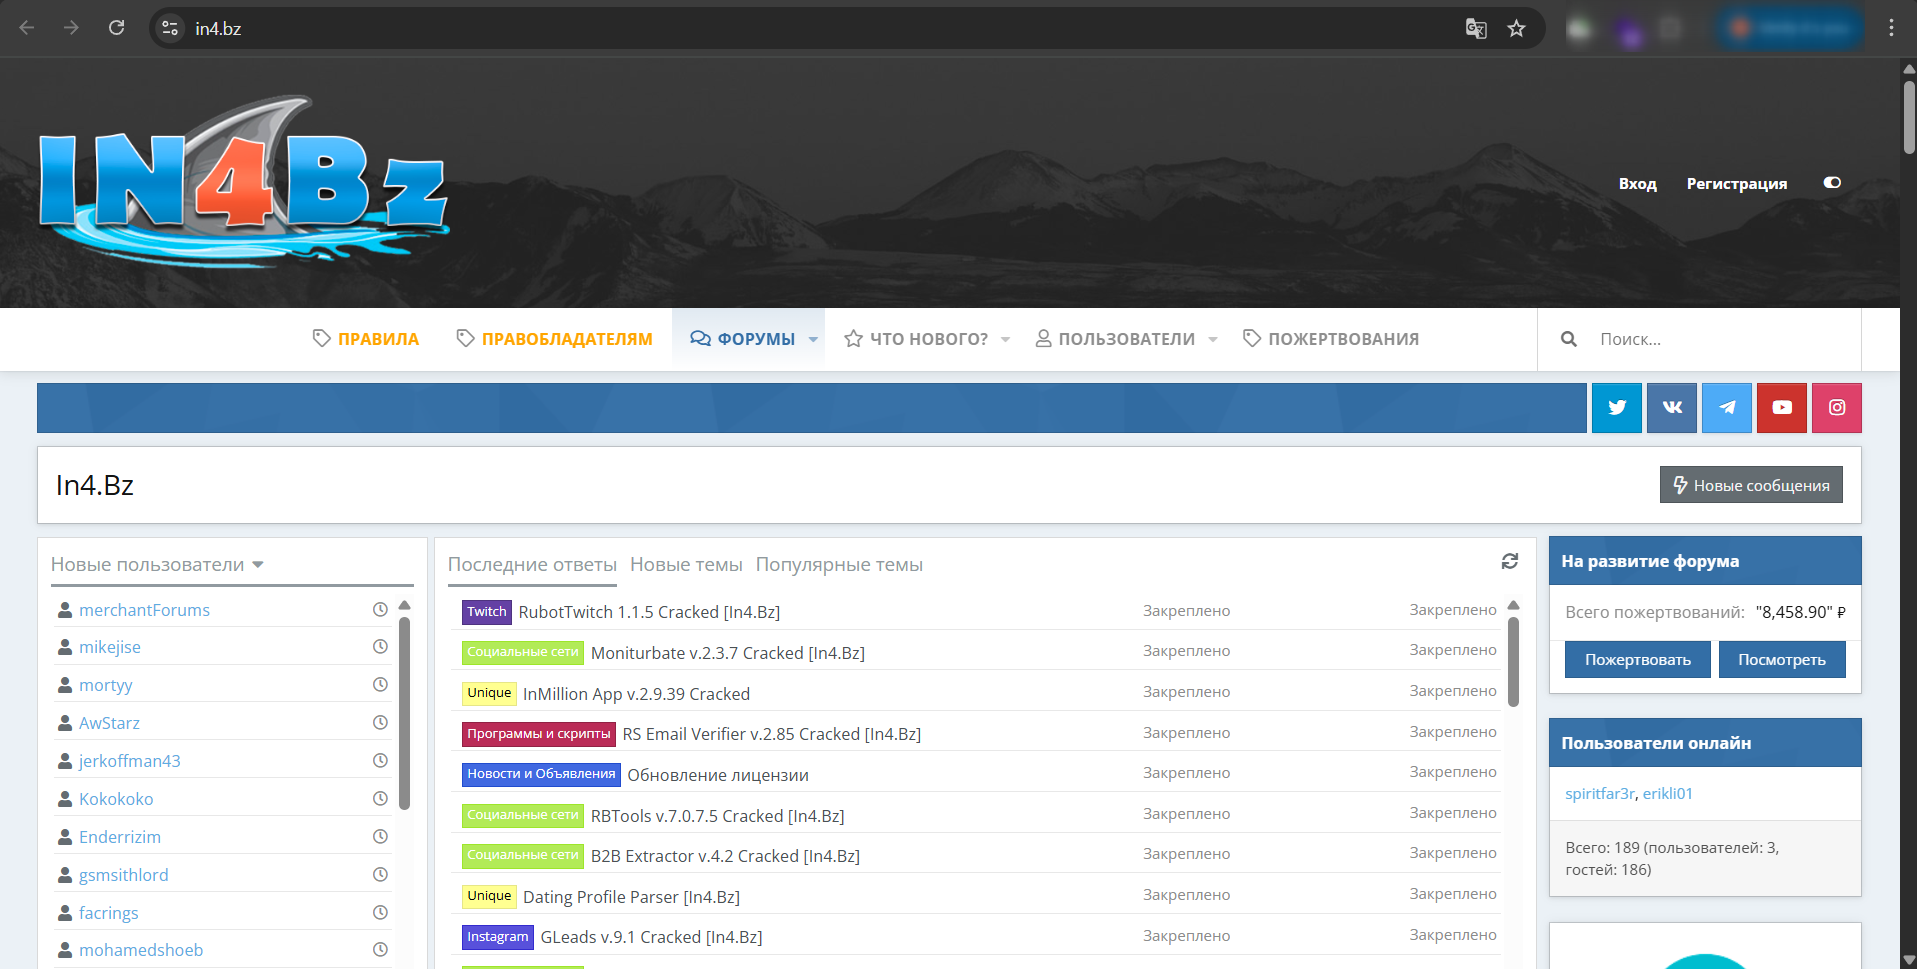 in4.bz
IN4Bz
Вход Регистрация
ПРАВИЛА ПРАВООБЛАДАТЕЛЯМ ФОРУМЫ ЧТО НОВОГО? ПОЛЬЗОВАТЕЛИ ПОЖЕРТВОВАНИЯ Поиск...
In4.Bz
Новые сообщения
Новые пользователи
merchantForums
mikejise
mortyy
AwStarz
jerkoffman43
Kokokoko
Enderrizim
gsmsithlord
facrings
mohamedshoeb
Последние ответы Новые темы Популярные темы
Twitch RubotTwitch 1.1.5 Cracked [In4.Bz] Закреплено Закреплено
Социальные сети Moniturbate v.2.3.7 Cracked [In4.Bz] Закреплено Закреплено
Unique InMillion App v.2.9.39 Cracked Закреплено Закреплено
Программы и скрипты RS Email Verifier v.2.85 Cracked [In4.Bz] Закреплено Закреплено
Новости и Объявления Обновление лицензии Закреплено Закреплено
Социальные сети RBTools v.7.0.7.5 Cracked [In4.Bz] Закреплено Закреплено
Социальные сети B2B Extractor v.4.2 Cracked [In4.Bz] Закреплено Закреплено
Unique Dating Profile Parser [In4.Bz] Закреплено Закреплено
Instagram GLeads v.9.1 Cracked [In4.Bz] Закреплено Закреплено
На развитие форума
Всего пожертвований: "8,458.90" ₽
Пожертвовать Посмотреть
Пользователи онлайн
spiritfar3r, erikli01
Всего: 189 (пользователей: 3,
гостей: 186)